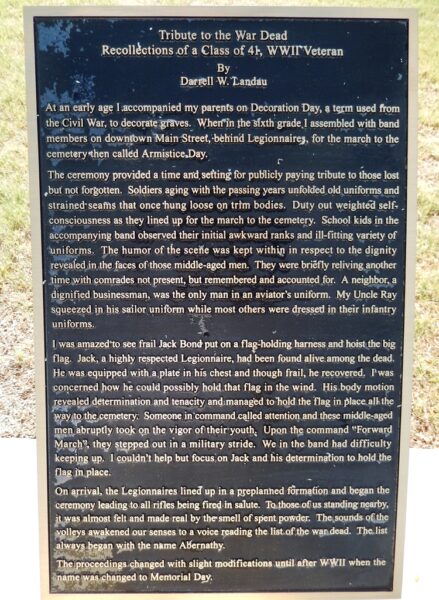 Tribute to the War Dead
Recollections of a Class of 41, WWII Veteran
By
Darrell W. Landau
At an early age I accompanied my parents on Decoration Day, a term used from
the Civil War, to decorate graves. When in the sixth grade I assembled with band
members on downtown Main Street, behind Legionnaires, for the march to the
cemetery then called Armistice Day.
The ceremony provided a time and setting for publicly paying tribute to those lost
but not forgotten. Soldiers aging with the passing years unfolded old uniforms and
strained seams that once hung loose on trim bodies. Duty out weighted self-
consciousness as they lined up for the march to the cemetery. School kids in the
accompanying band observed their initial awkward ranks and ill-fitting variety of
uniforms. The humor of the scene was kept within in respect to the dignity
revealed in the faces of those middle-aged men. They were briefly reliving another
time with comrades not present, but remembered and accounted for. A neighbor, a
dignified businessman, was the only man in an aviator's uniform. My Uncle Ray
squeezed in his sailor uniform while most others were dressed in their infantry
uniforms.
I was amazed to see frail Jack Bond put on a flag-holding harness and hoist the big
flag. Jack, a highly respected Legionnaire, had been found alive among the dead.
He was equipped with a plate in his chest and though frail, he recovered. I was
concerned how he could possibly hold that flag in the wind. His body motion
revealed determination and tenacity and managed to hold the flag in place all the
way to the cemetery. Someone in command called attention and these middle-aged
men abruptly took on the vigor of their youth. Upon the command "Forward
March", they stepped out in a military stride. We in the band had difficulty
keeping up. I couldn't help but focus on Jack and his determination to hold the
flag in place.
On arrival, the Legionnaires lined up in a preplanned formation and began the
ceremony leading to all rifles being fired in salute. To those of us standing nearby,
it was almost felt and made real by the smell of spent powder. The sounds of the
volleys awakened our senses to a voice reading the list of the war dead. The list
always began with the name Abernathy.
The proceedings changed with slight modifications until after WWII when the
name was changed to Memorial Day.